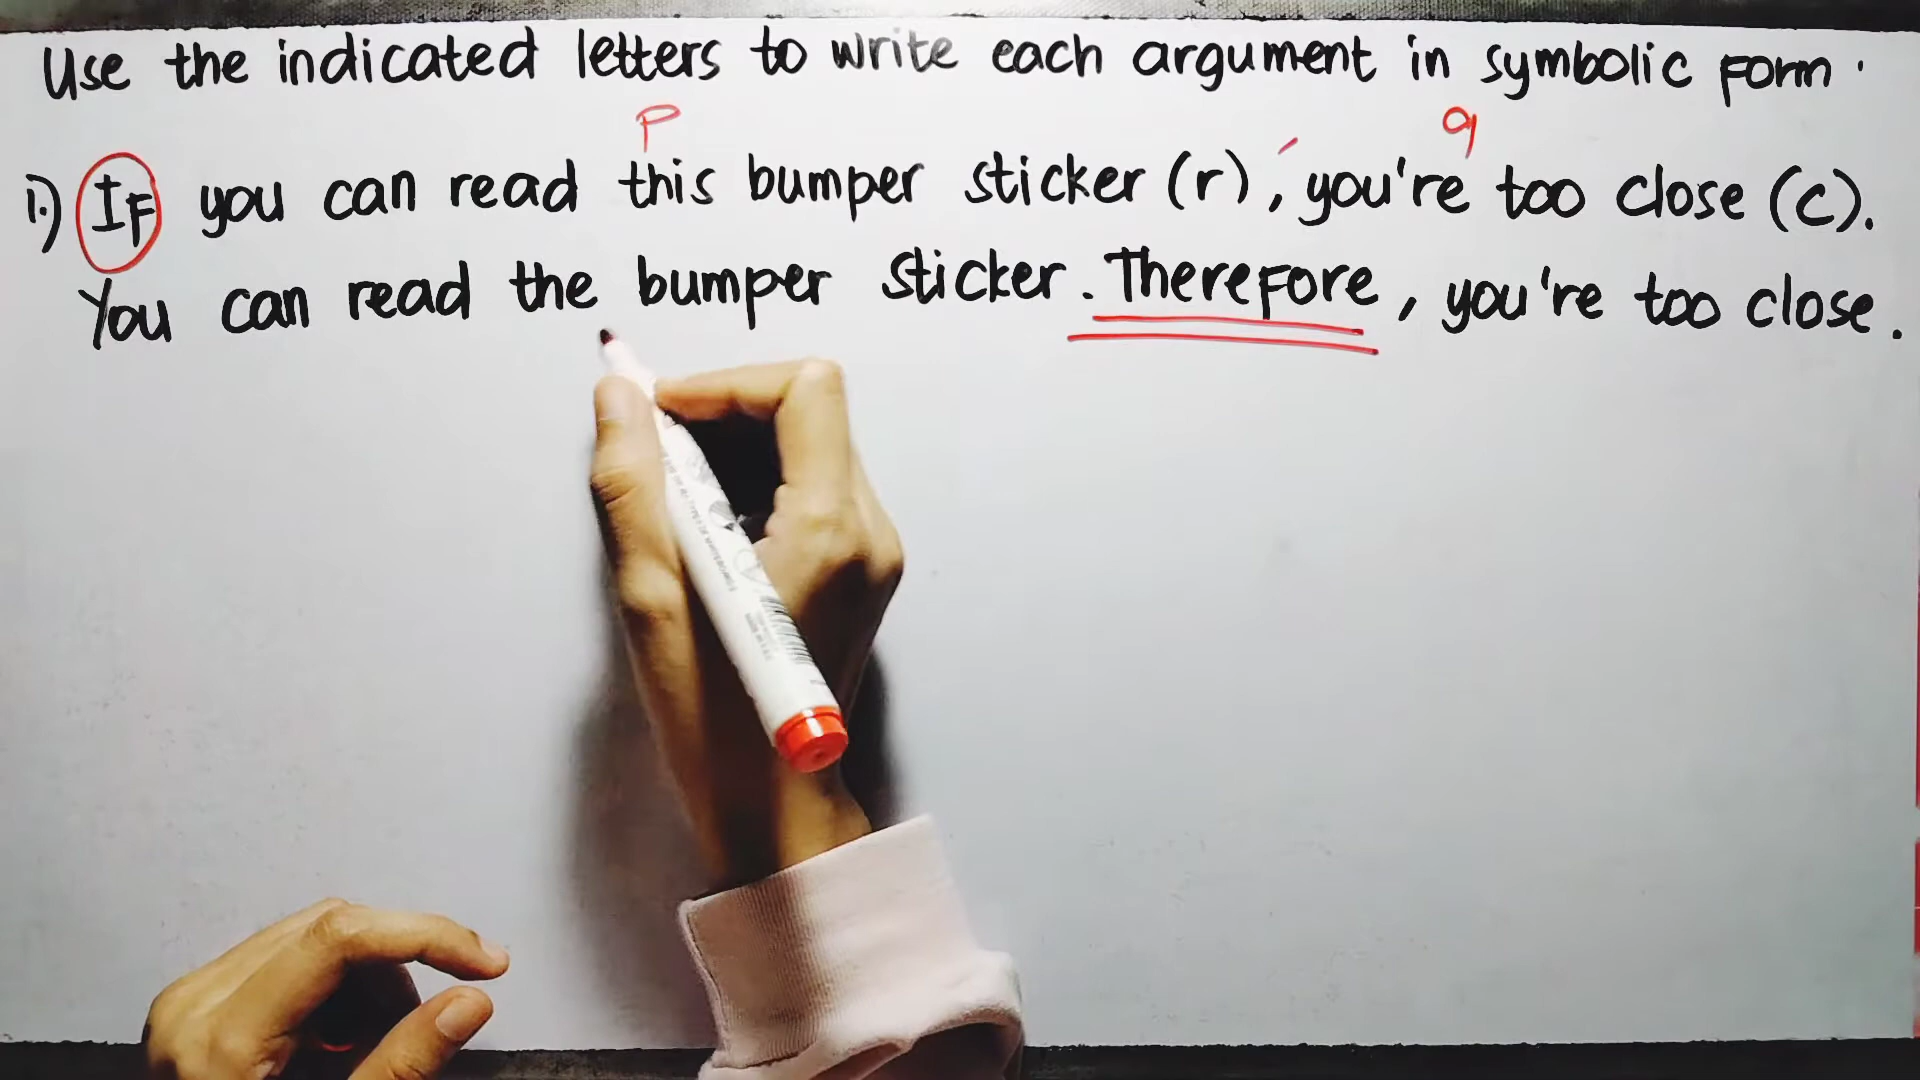 Use the indicated letters to write each argument in symbolic form.
P q
1.) If you can read this bumper sticker (r), you're too close (c).
You can read the bumper sticker. Therefore, you're too close.